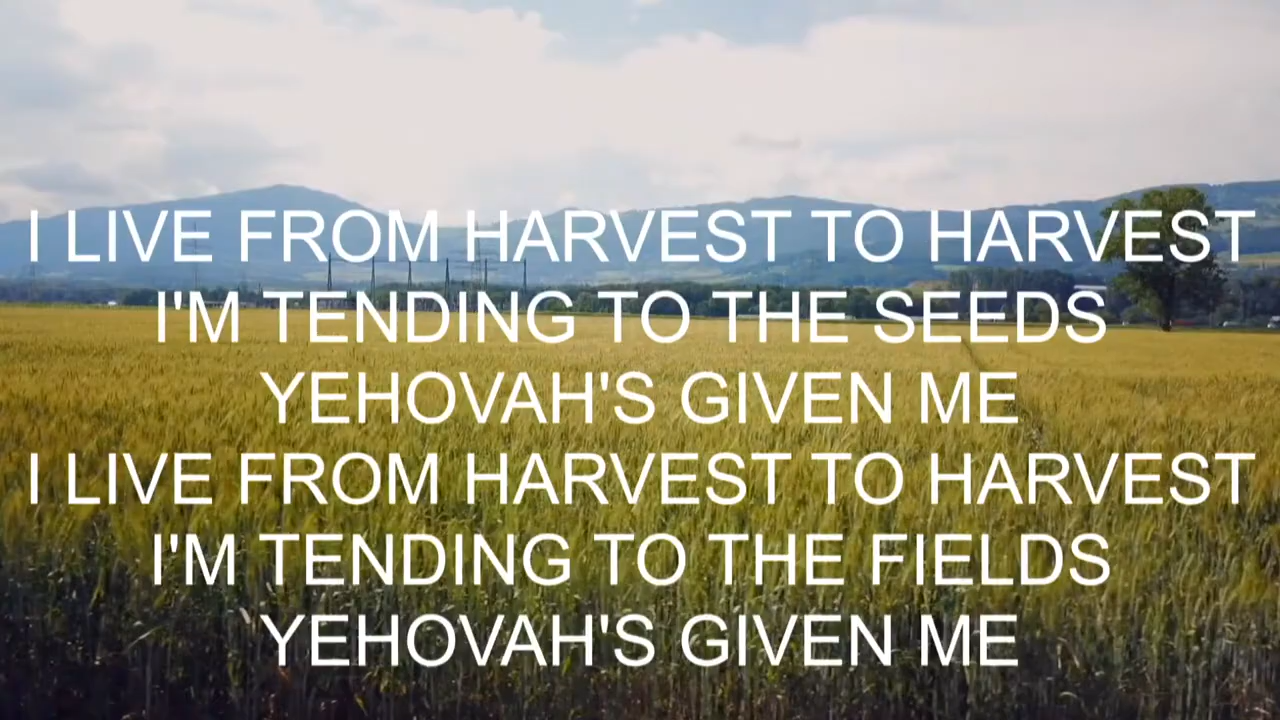 I LIVE FROM HARVEST TO HARVEST
I'M TENDING TO THE SEEDS
YEHOVAH'S GIVEN ME
I LIVE FROM HARVEST TO HARVEST
I'M TENDING TO THE FIELDS
YEHOVAH'S GIVEN ME